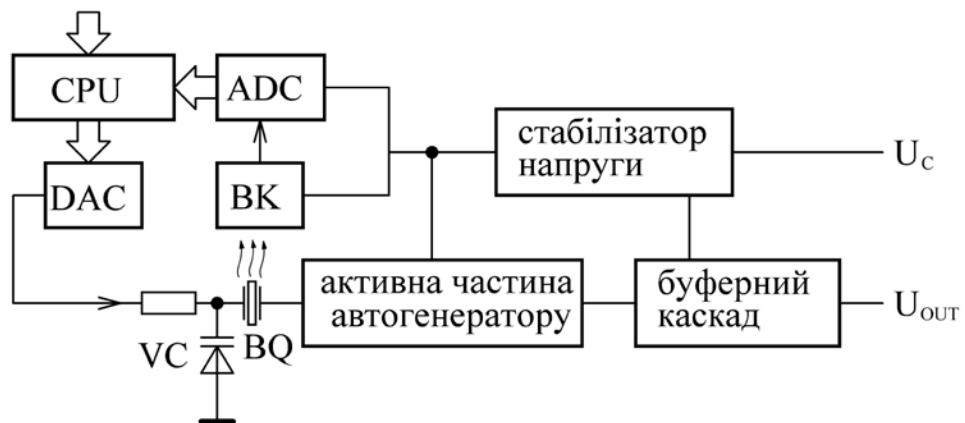 CPU
ADC
стабілізатор
напруги
U_C
DAC
BK
активна частина
автогенератору
буферний
каскад
U_OUT
VC
BQ